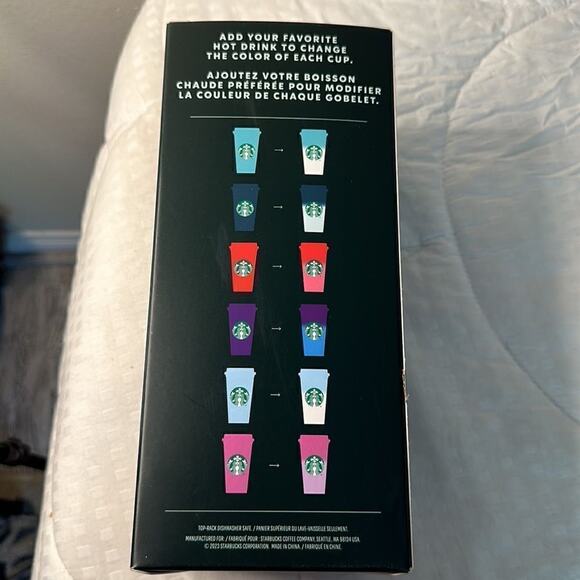 ADD YOUR FAVORITE
HOT DRINK TO CHANGE
THE COLOR OF EACH CUP.
AJOUTEZ VOTRE BOISSON
CHAUDE PRÉFÉRÉE POUR MODIFIER
LA COULEUR DE CHAQUE GOBELET.
TOP-RACK DISHWASHER SAFE. / PANIER SUPÉRIEUR DU LAVE-VAISSELLE SEULEMENT.
MANUFACTURED FOR: / FABRIQUÉ POUR : STARBUCKS COFFEE COMPANY, SEATTLE, WA 98134 USA.
© 2023 STARBUCKS CORPORATION. MADE IN CHINA. / FABRIQUÉ EN CHINE.